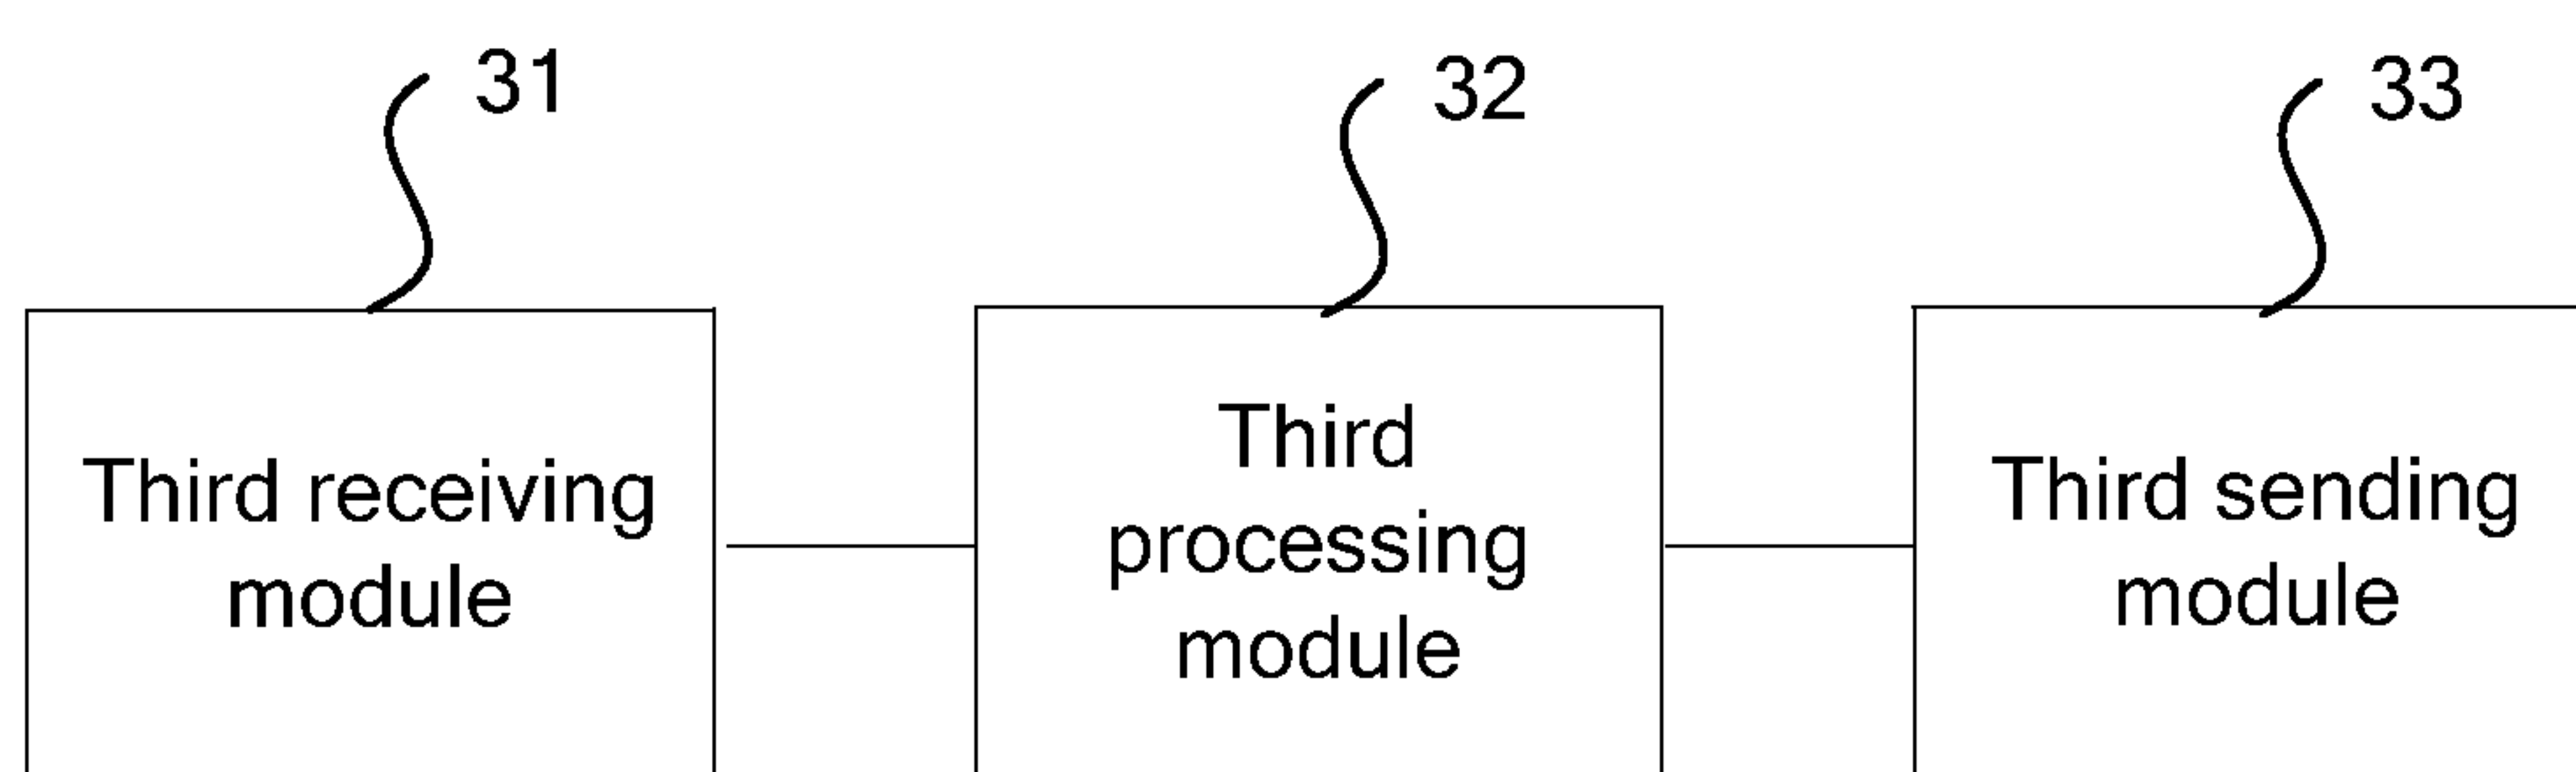 31
32
33
Third receiving
module
Third
processing
module
Third sending
module